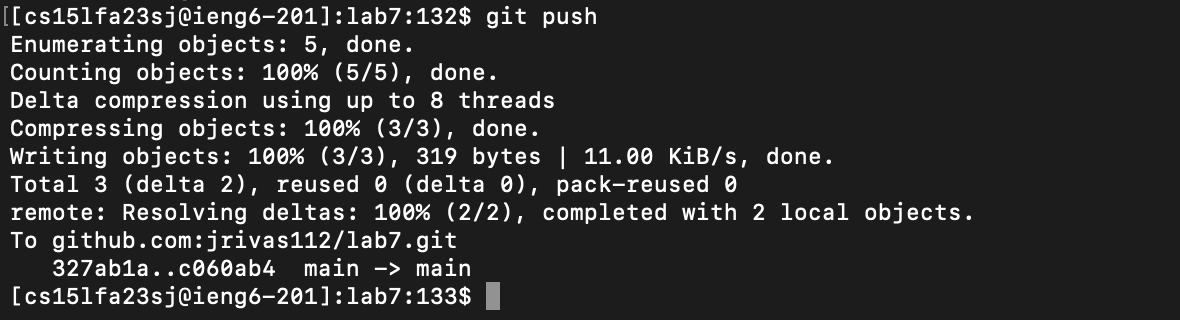 [[cs15lfa23sj@ieng6-201]:lab7:132$ git push
Enumerating objects: 5, done.
Counting objects: 100% (5/5), done.
Delta compression using up to 8 threads
Compressing objects: 100% (3/3), done.
Writing objects: 100% (3/3), 319 bytes | 11.00 KiB/s, done.
Total 3 (delta 2), reused 0 (delta 0), pack-reused 0
remote: Resolving deltas: 100% (2/2), completed with 2 local objects.
To github.com:jrivas112/lab7.git
   327ab1a..c060ab4  main -> main
[cs15lfa23sj@ieng6-201]:lab7:133$